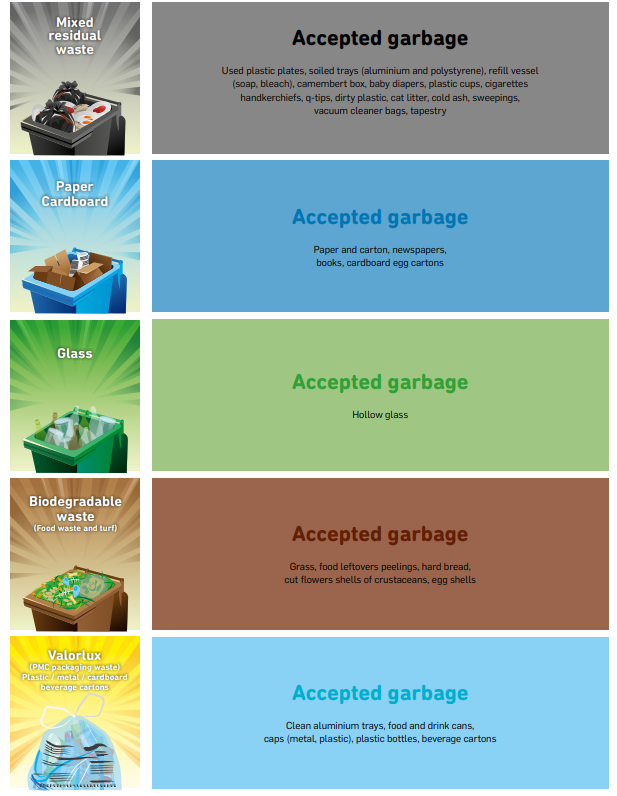 Mixed
residual
waste
Accepted garbage
Used plastic plates, soiled trays (aluminium and polystyrene), refill vessel
(soap, bleach), camembert box, baby diapers, plastic cups, cigarettes
handkerchiefs, q-tips, dirty plastic, cat litter, cold ash, sweepings,
vacuum cleaner bags, tapestry
Paper
Cardboard
Accepted garbage
Paper and carton, newspapers,
books, cardboard egg cartons
Glass
Accepted garbage
Hollow glass
Biodegradable
waste
(Food waste and turf)
Accepted garbage
Grass, food leftovers peelings, hard bread,
cut flowers shells of crustaceans, egg shells
Valorlux
(PMC packaging waste)
Plastic / metal / cardboard
beverage cartons
Accepted garbage
Clean aluminium trays, food and drink cans,
caps (metal, plastic), plastic bottles, beverage cartons